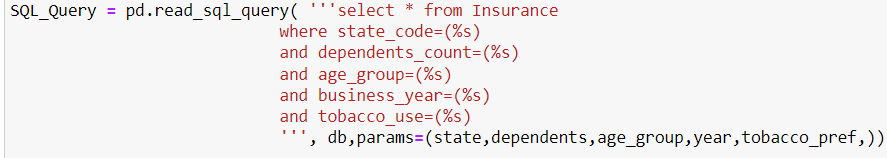 SQL_Query = pd.read_sql_query( '''select * from Insurance
where state_code=(%s)
and dependents_count=(%s)
and age_group=(%s)
and business_year=(%s)
and tobacco_use=(%s)
''', db,params=(state,dependents,age_group,year,tobacco_pref,))